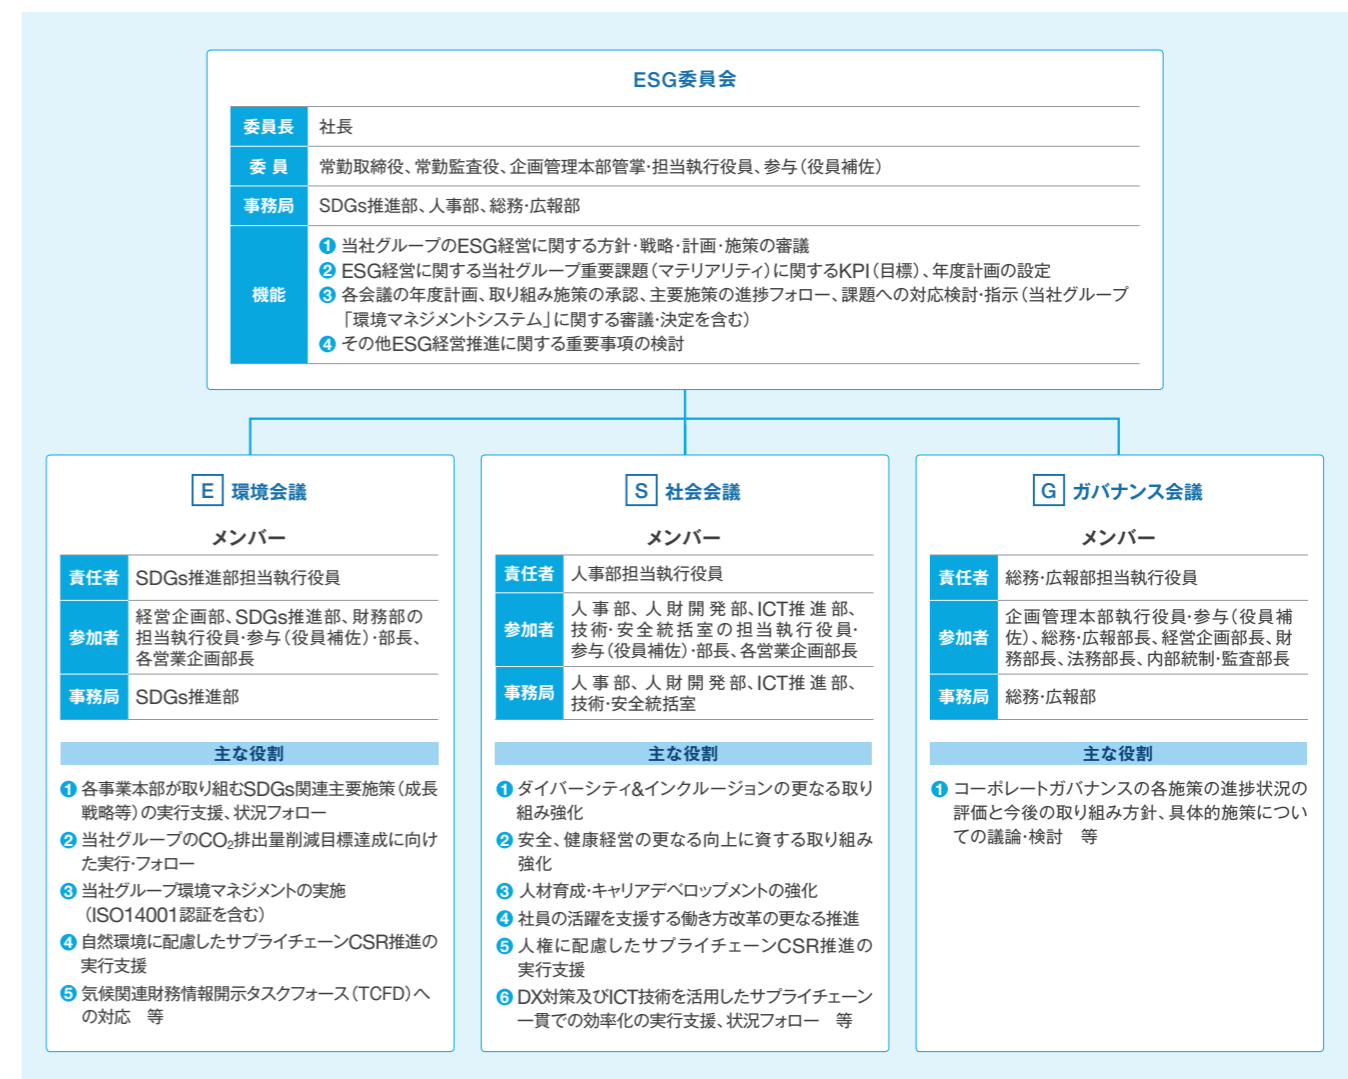 ESG委員会
委員長 社長
委 員 常勤取締役、常勤監査役、企画管理本部管掌・担当執行役員、参与（役員補佐）
事務局 SDGs推進部、人事部、総務・広報部
機能
❶ 当社グループのESG経営に関する方針・戦略・計画・施策の審議
❷ ESG経営に関する当社グループ重要課題（マテリアリティ）に関するKPI（目標）、年度計画の設定
❸ 各会議の年度計画、取り組み施策の承認、主要施策の進捗フォロー、課題への対応検討・指示（当社グループ
「環境マネジメントシステム」に関する審議・決定を含む）
❹ その他ESG経営推進に関する重要事項の検討
E 環境会議
メンバー
責任者 SDGs推進部担当執行役員
参加者
経営企画部、SDGs推進部、財務部の
担当執行役員・参与（役員補佐）・部長、
各営業企画部長
事務局 SDGs推進部
主な役割
❶ 各事業本部が取り組むSDGs関連主要施策（成長
戦略等）の実行支援、状況フォロー
❷ 当社グループのCO₂排出量削減目標達成に向け
た実行・フォロー
❸ 当社グループ環境マネジメントの実施
（ISO14001認証を含む）
❹ 自然環境に配慮したサプライチェーンCSR推進の
実行支援
❺ 気候関連財務情報開示タスクフォース（TCFD）へ
の対応　等
S 社会会議
メンバー
責任者 人事部担当執行役員
参加者
人事部、人財開発部、ICT推進部、
技術・安全統括室の担当執行役員・
参与（役員補佐）・部長、各営業企画部長
事務局
人事部、人財開発部、ICT推進部、
技術・安全統括室
主な役割
❶ ダイバーシティ&インクルージョンの更なる取り
組み強化
❷ 安全、健康経営の更なる向上に資する取り組み
強化
❸ 人材育成・キャリアデベロップメントの強化
❹ 社員の活躍を支援する働き方改革の更なる推進
❺ 人権に配慮したサプライチェーンCSR推進の
実行支援
❻ DX対策及びICT技術を活用したサプライチェーン
一貫での効率化の実行支援、状況フォロー　等
G ガバナンス会議
メンバー
責任者 総務・広報部担当執行役員
参加者
企画管理本部執行役員・参与（役員補
佐）、総務・広報部長、経営企画部長、財
務部長、法務部長、内部統制・監査部長
事務局 総務・広報部
主な役割
❶ コーポレートガバナンスの各施策の進捗状況の
評価と今後の取り組み方針、具体的施策につい
ての議論・検討　等